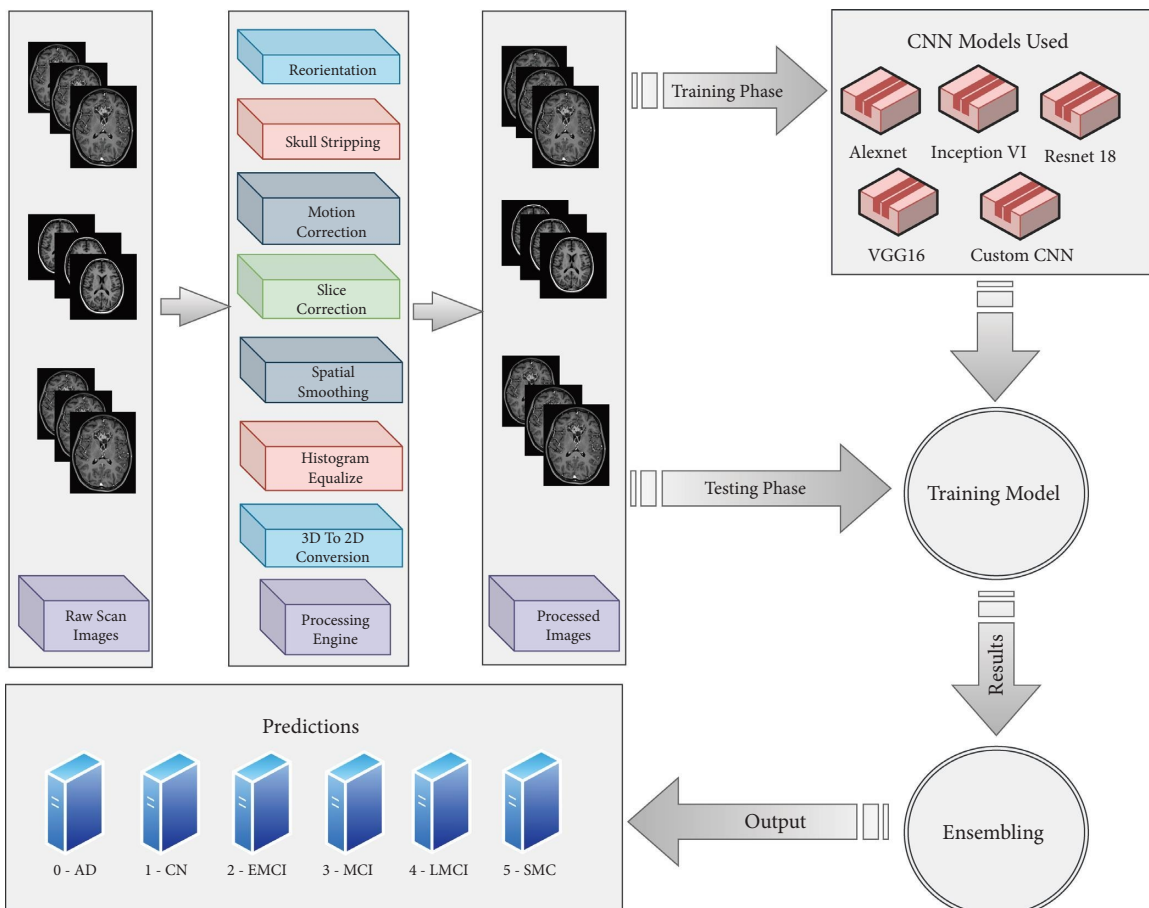 Raw Scan
Images
Reorientation
Skull Stripping
Motion
Correction
Slice
Correction
Spatial
Smoothing
Histogram
Equalize
3D To 2D
Conversion
Processing
Engine
Processed
Images
Training Phase
CNN Models Used
Alexnet
Inception VI
Resnet 18
VGG16
Custom CNN
Testing Phase
Training Model
Results
Ensembling
Output
Predictions
0 - AD
1 - CN
2 - EMCI
3 - MCI
4 - LMCI
5 - SMC